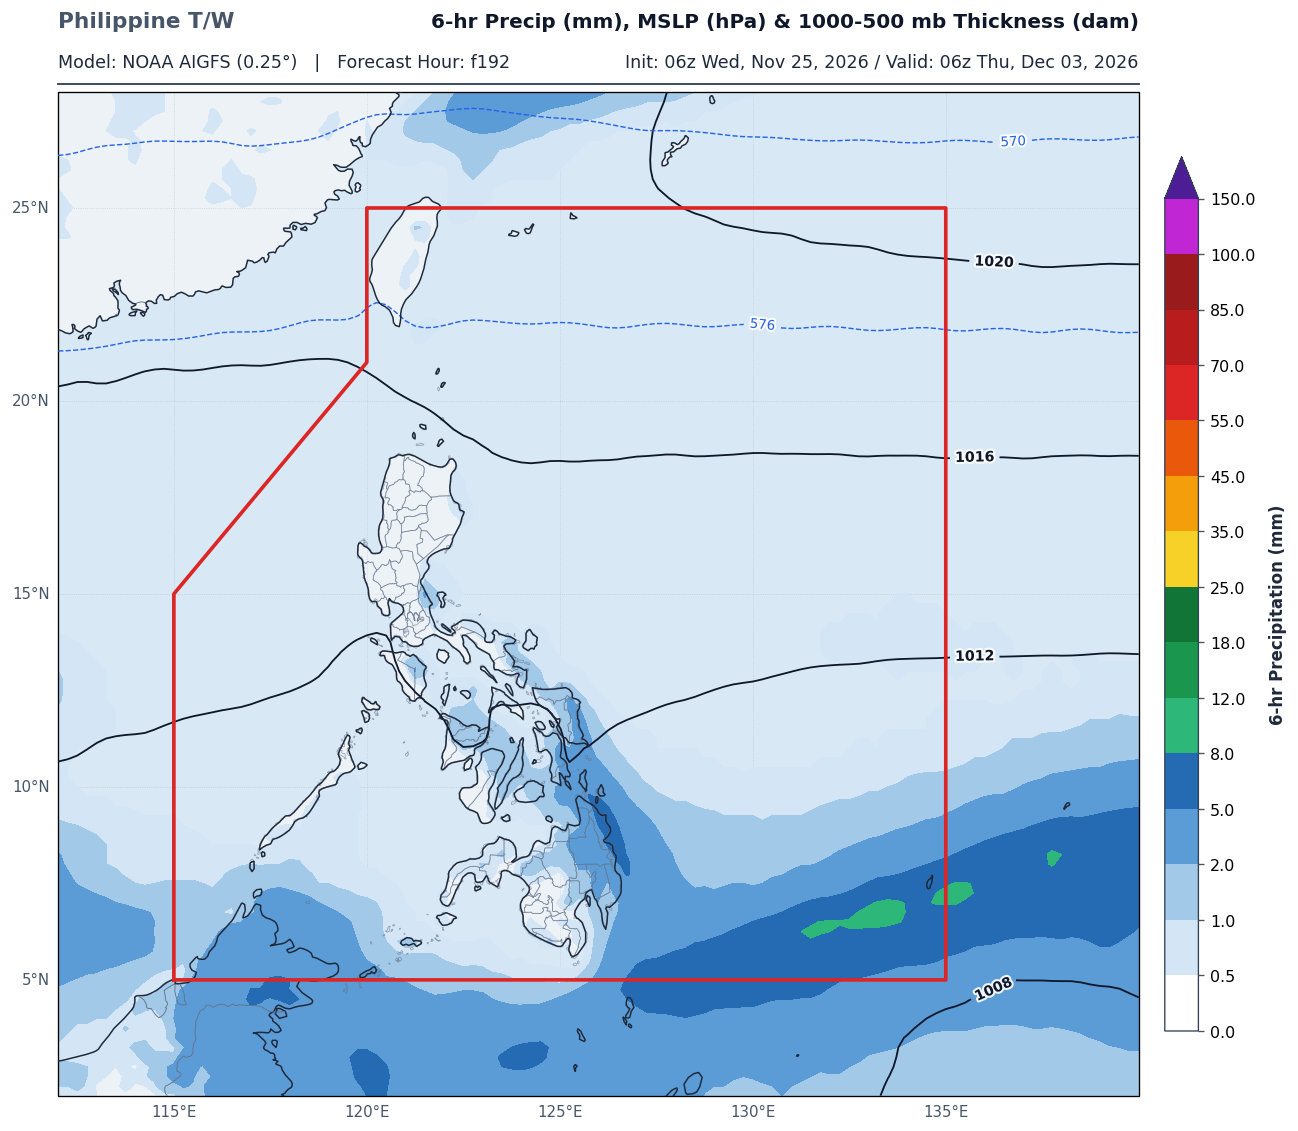 Philippine T/W
6-hr Precip (mm), MSLP (hPa) & 1000-500 mb Thickness (dam)
Model: NOAA AIGFS (0.25°) | Forecast Hour: f192
Init: 06z Wed, Nov 25, 2026 / Valid: 06z Thu, Dec 03, 2026
570
25°N
1020
576
20°N
1016
15°N
1012
10°N
5°N
1008
115°E
120°E
125°E
130°E
135°E
150.0
100.0
85.0
70.0
55.0
45.0
35.0
25.0
18.0
12.0
8.0
5.0
2.0
1.0
0.5
0.0
6-hr Precipitation (mm)